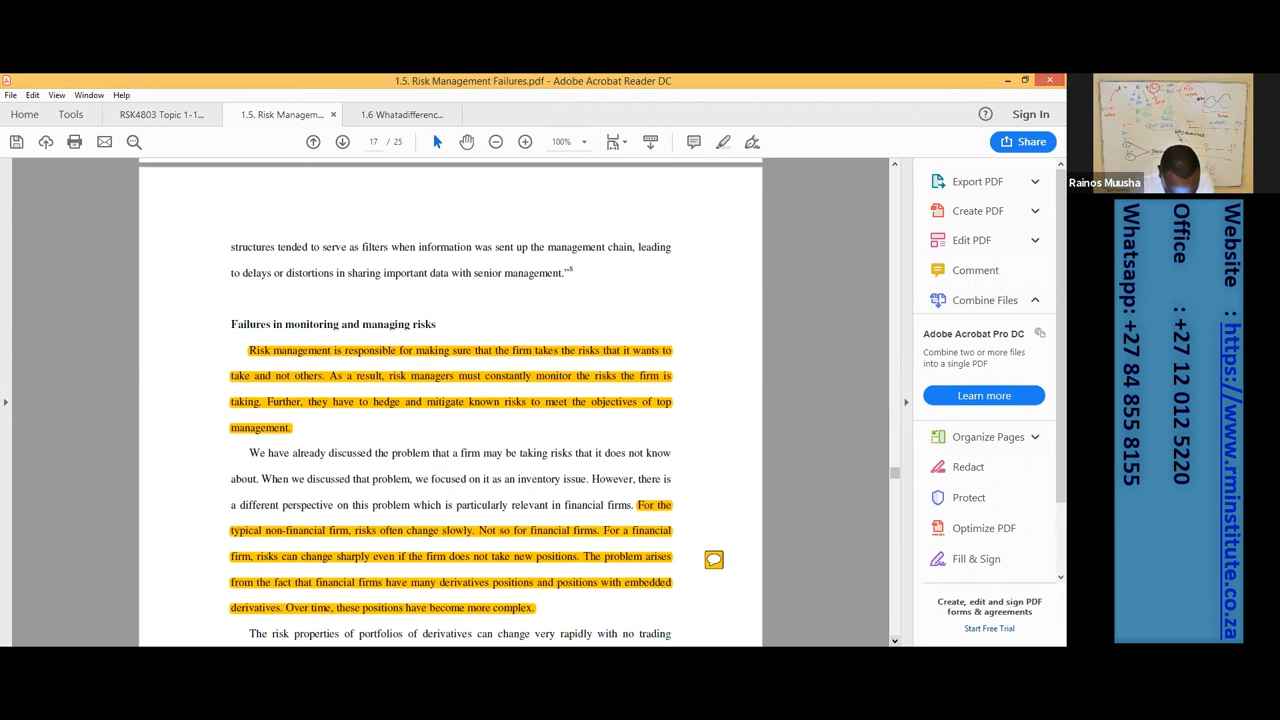 1.5. Risk Management Failures.pdf - Adobe Acrobat Reader DC
File Edit View Window Help
Home Tools RSK4803 Topic 1-1... 1.5. Risk Managem... × 1.6 Whatadifferenc... Sign In
17 / 25 100% Share
structures tended to serve as filters when information was sent up the management chain, leading
to delays or distortions in sharing important data with senior management.”8
Failures in monitoring and managing risks
Risk management is responsible for making sure that the firm takes the risks that it wants to
take and not others. As a result, risk managers must constantly monitor the risks the firm is
taking. Further, they have to hedge and mitigate known risks to meet the objectives of top
management.
We have already discussed the problem that a firm may be taking risks that it does not know
about. When we discussed that problem, we focused on it as an inventory issue. However, there is
a different perspective on this problem which is particularly relevant in financial firms. For the
typical non-financial firm, risks often change slowly. Not so for financial firms. For a financial
firm, risks can change sharply even if the firm does not take new positions. The problem arises
from the fact that financial firms have many derivatives positions and positions with embedded
derivatives. Over time, these positions have become more complex.
The risk properties of portfolios of derivatives can change very rapidly with no trading
Export PDF
Create PDF
Edit PDF
Comment
Combine Files
Adobe Acrobat Pro DC
Combine two or more files
into a single PDF
Learn more
Organize Pages
Redact
Protect
Optimize PDF
Fill & Sign
Create, edit and sign PDF
forms & agreements
Start Free Trial
Rainos Muusha
Website : https://www.rminstitute.co.za
Office : +27 12 012 5220
Whatsapp: +27 84 855 8155